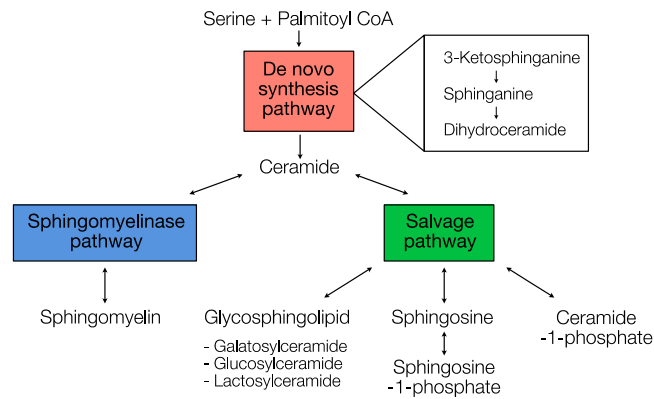 Serine + Palmitoyl CoA
De novo
synthesis
pathway
3-Ketosphinganine
Sphinganine
Dihydroceramide
Ceramide
Sphingomyelinase
pathway
Salvage
pathway
Sphingomyelin
Glycosphingolipid
- Galatosylceramide
- Glucosylceramide
- Lactosylceramide
Sphingosine
Sphingosine
-1-phosphate
Ceramide
-1-phosphate